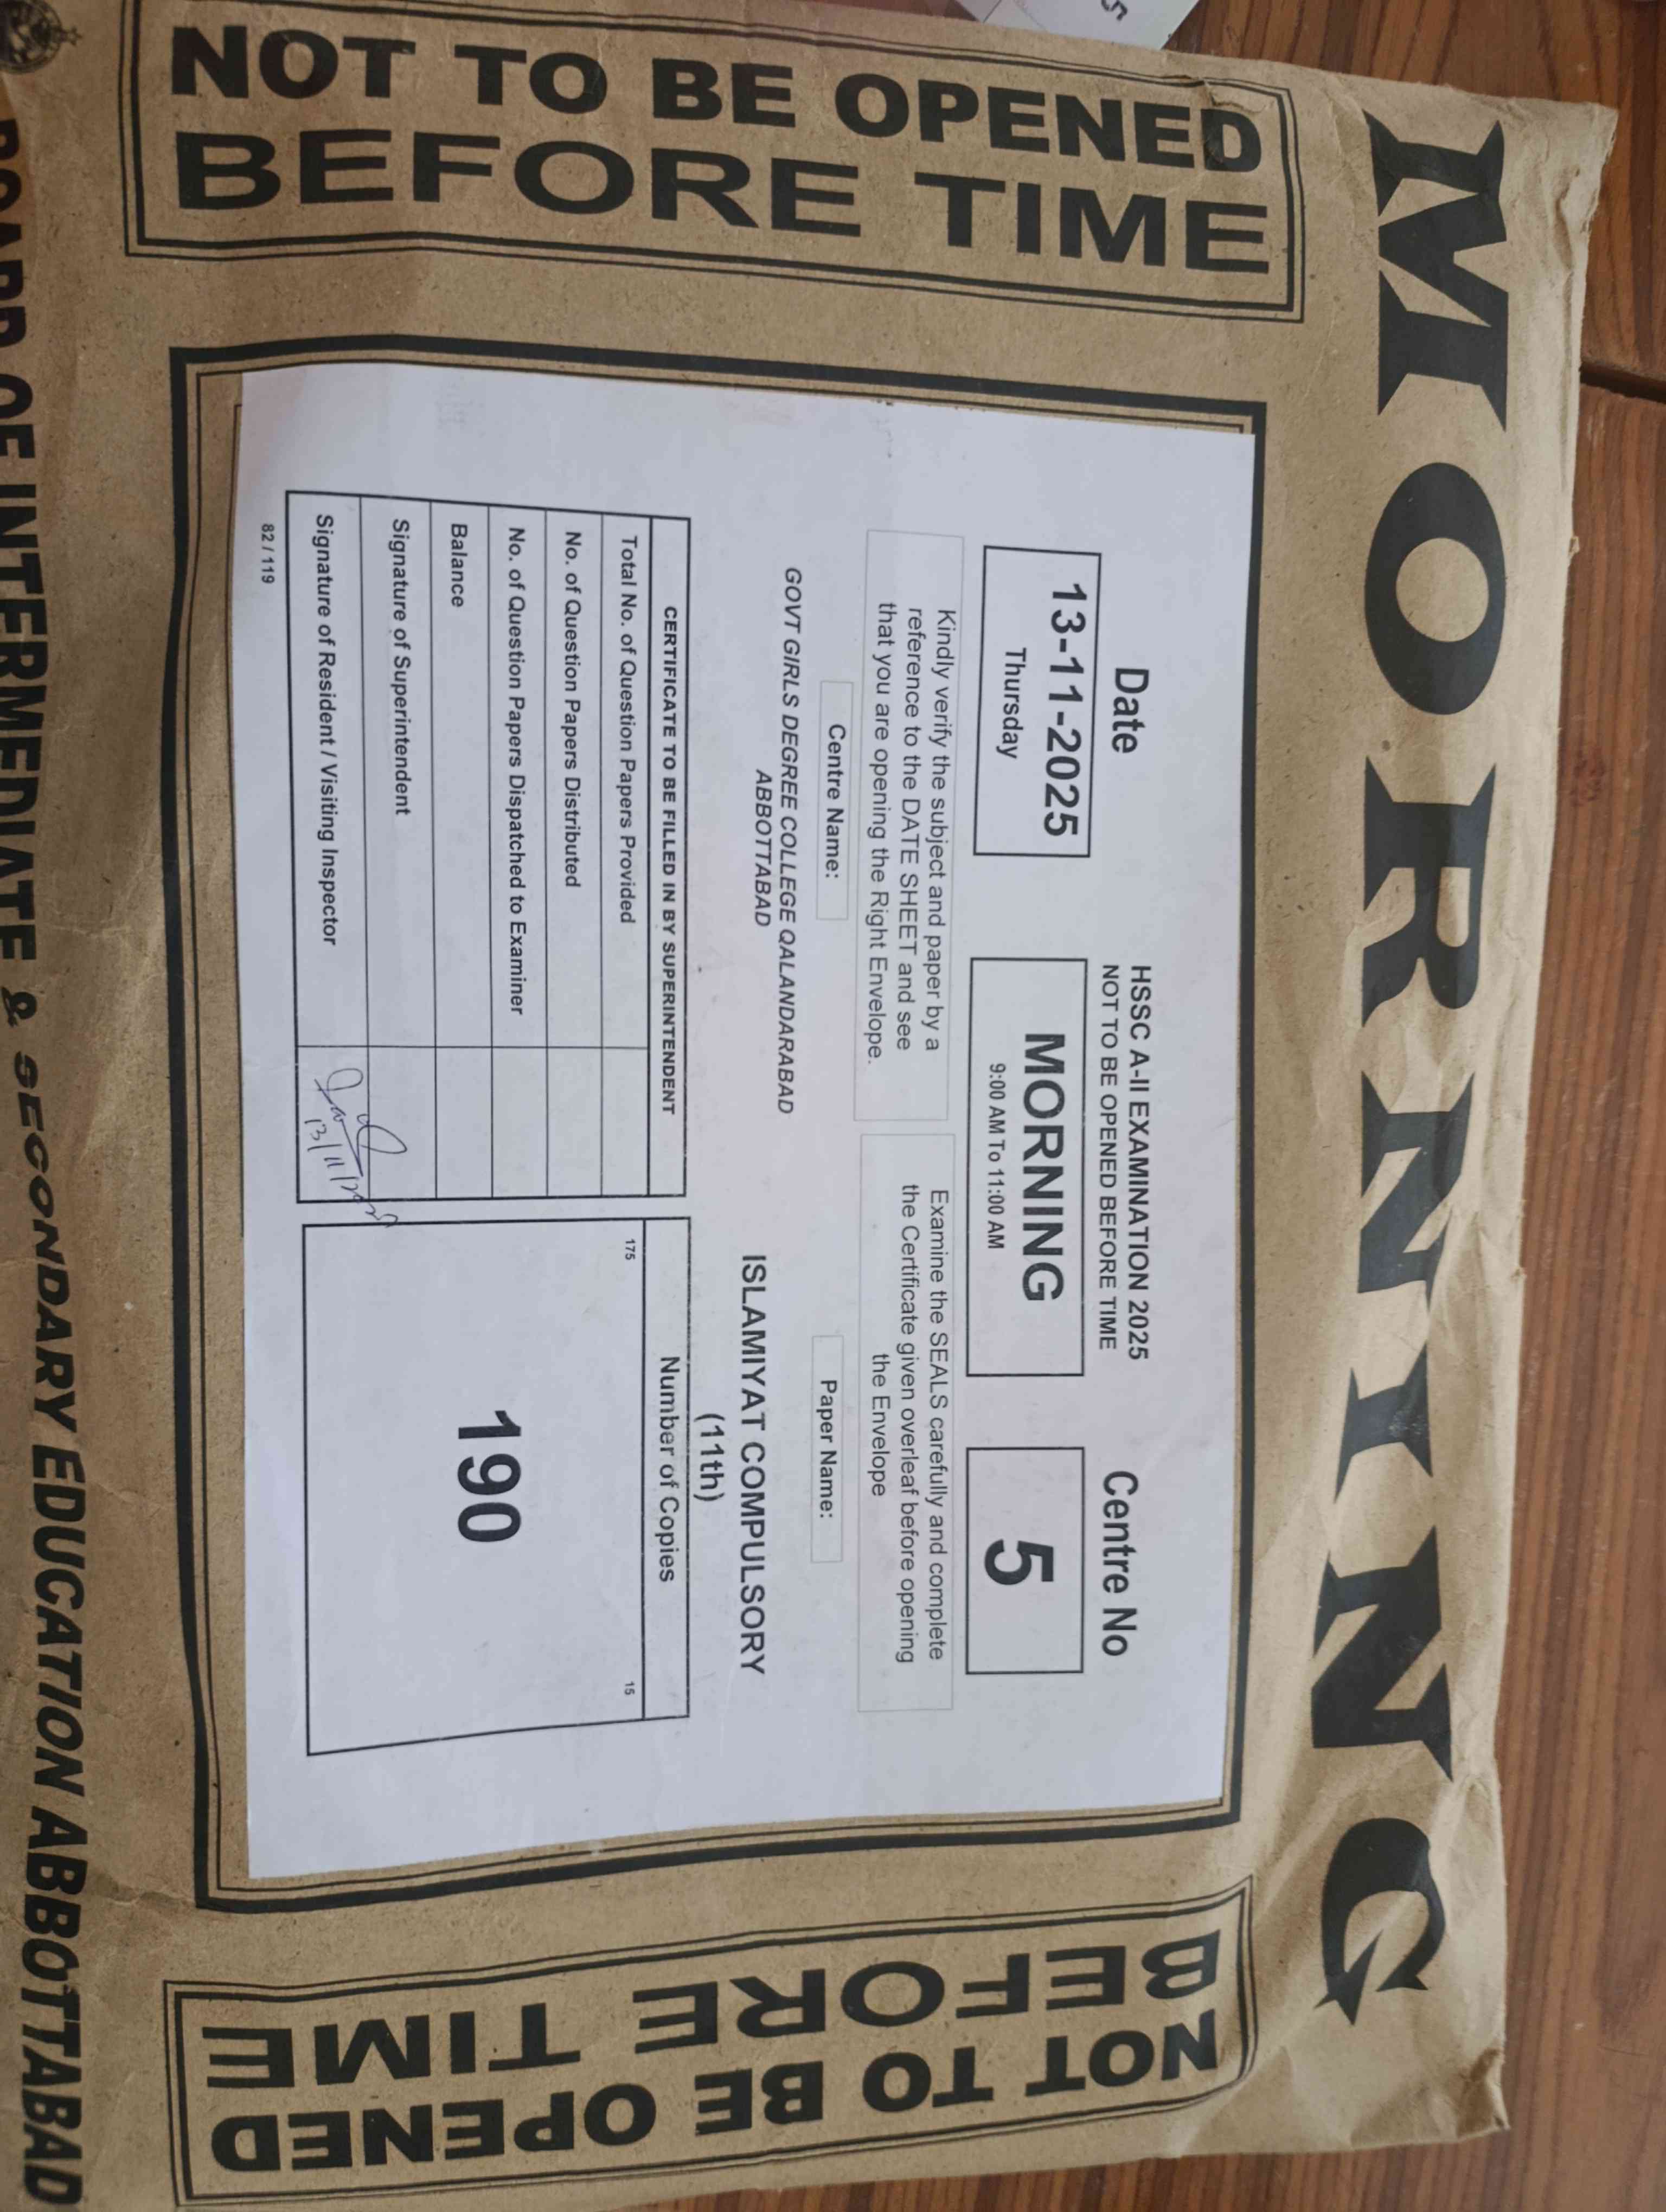 MORNING
NOT TO BE OPENED
BEFORE TIME
HSSC A-II EXAMINATION 2025
NOT TO BE OPENED BEFORE TIME
Date
13-11-2025
Thursday
MORNING
9:00 AM To 11:00 AM
Centre No
5
Kindly verify the subject and paper by a
reference to the DATE SHEET and see
that you are opening the Right Envelope.
Examine the SEALS carefully and complete
the Certificate given overleaf before opening
the Envelope
Centre Name:
GOVT GIRLS DEGREE COLLEGE QALANDARABAD
ABBOTTABAD
Paper Name:
ISLAMIYAT COMPULSORY
(11th)
CERTIFICATE TO BE FILLED IN BY SUPERINTENDENT
Total No. of Question Papers Provided
No. of Question Papers Distributed
No. of Question Papers Dispatched to Examiner
Balance
Signature of Superintendent
Signature of Resident / Visiting Inspector
13/11/2025
82 / 119
Number of Copies
175
15
190
NOT TO BE OPENED
BEFORE TIME
BOARD OF INTERMEDIATE & SECONDARY EDUCATION ABBOTTABAD
5